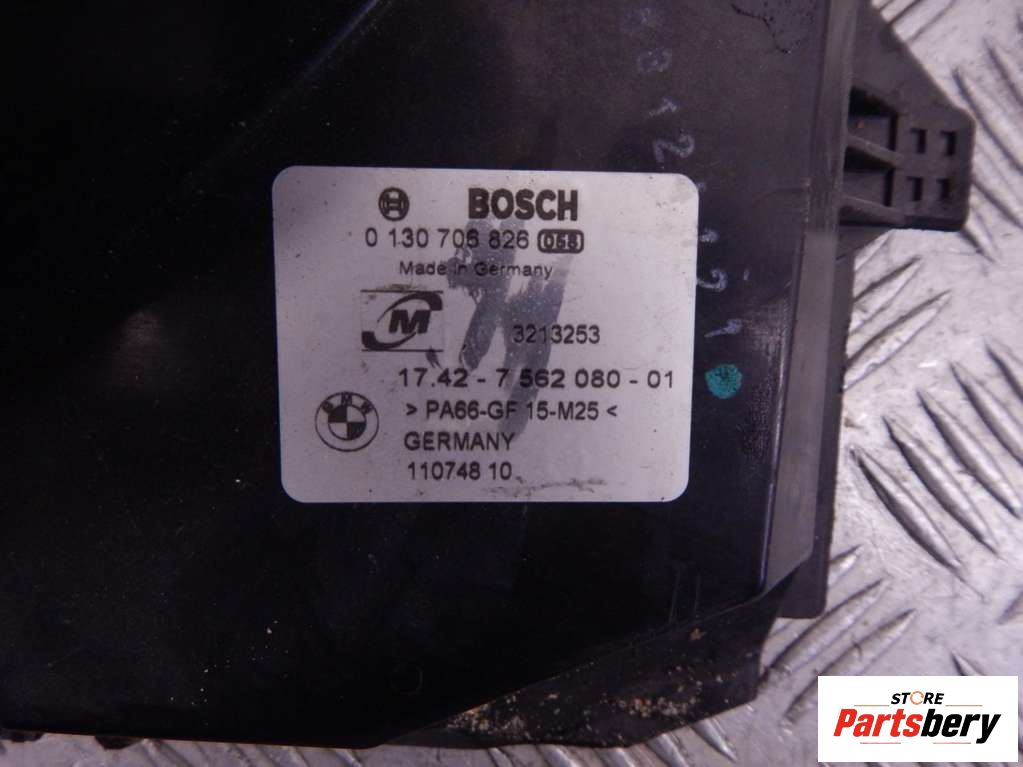 BOSCH
0 130 706 826 058
Made in Germany
M
3213253
17.42 - 7 562 080 - 01
BMW
> PA66-GF 15-M25 <
GERMANY
110748 10
STORE
Partsbery